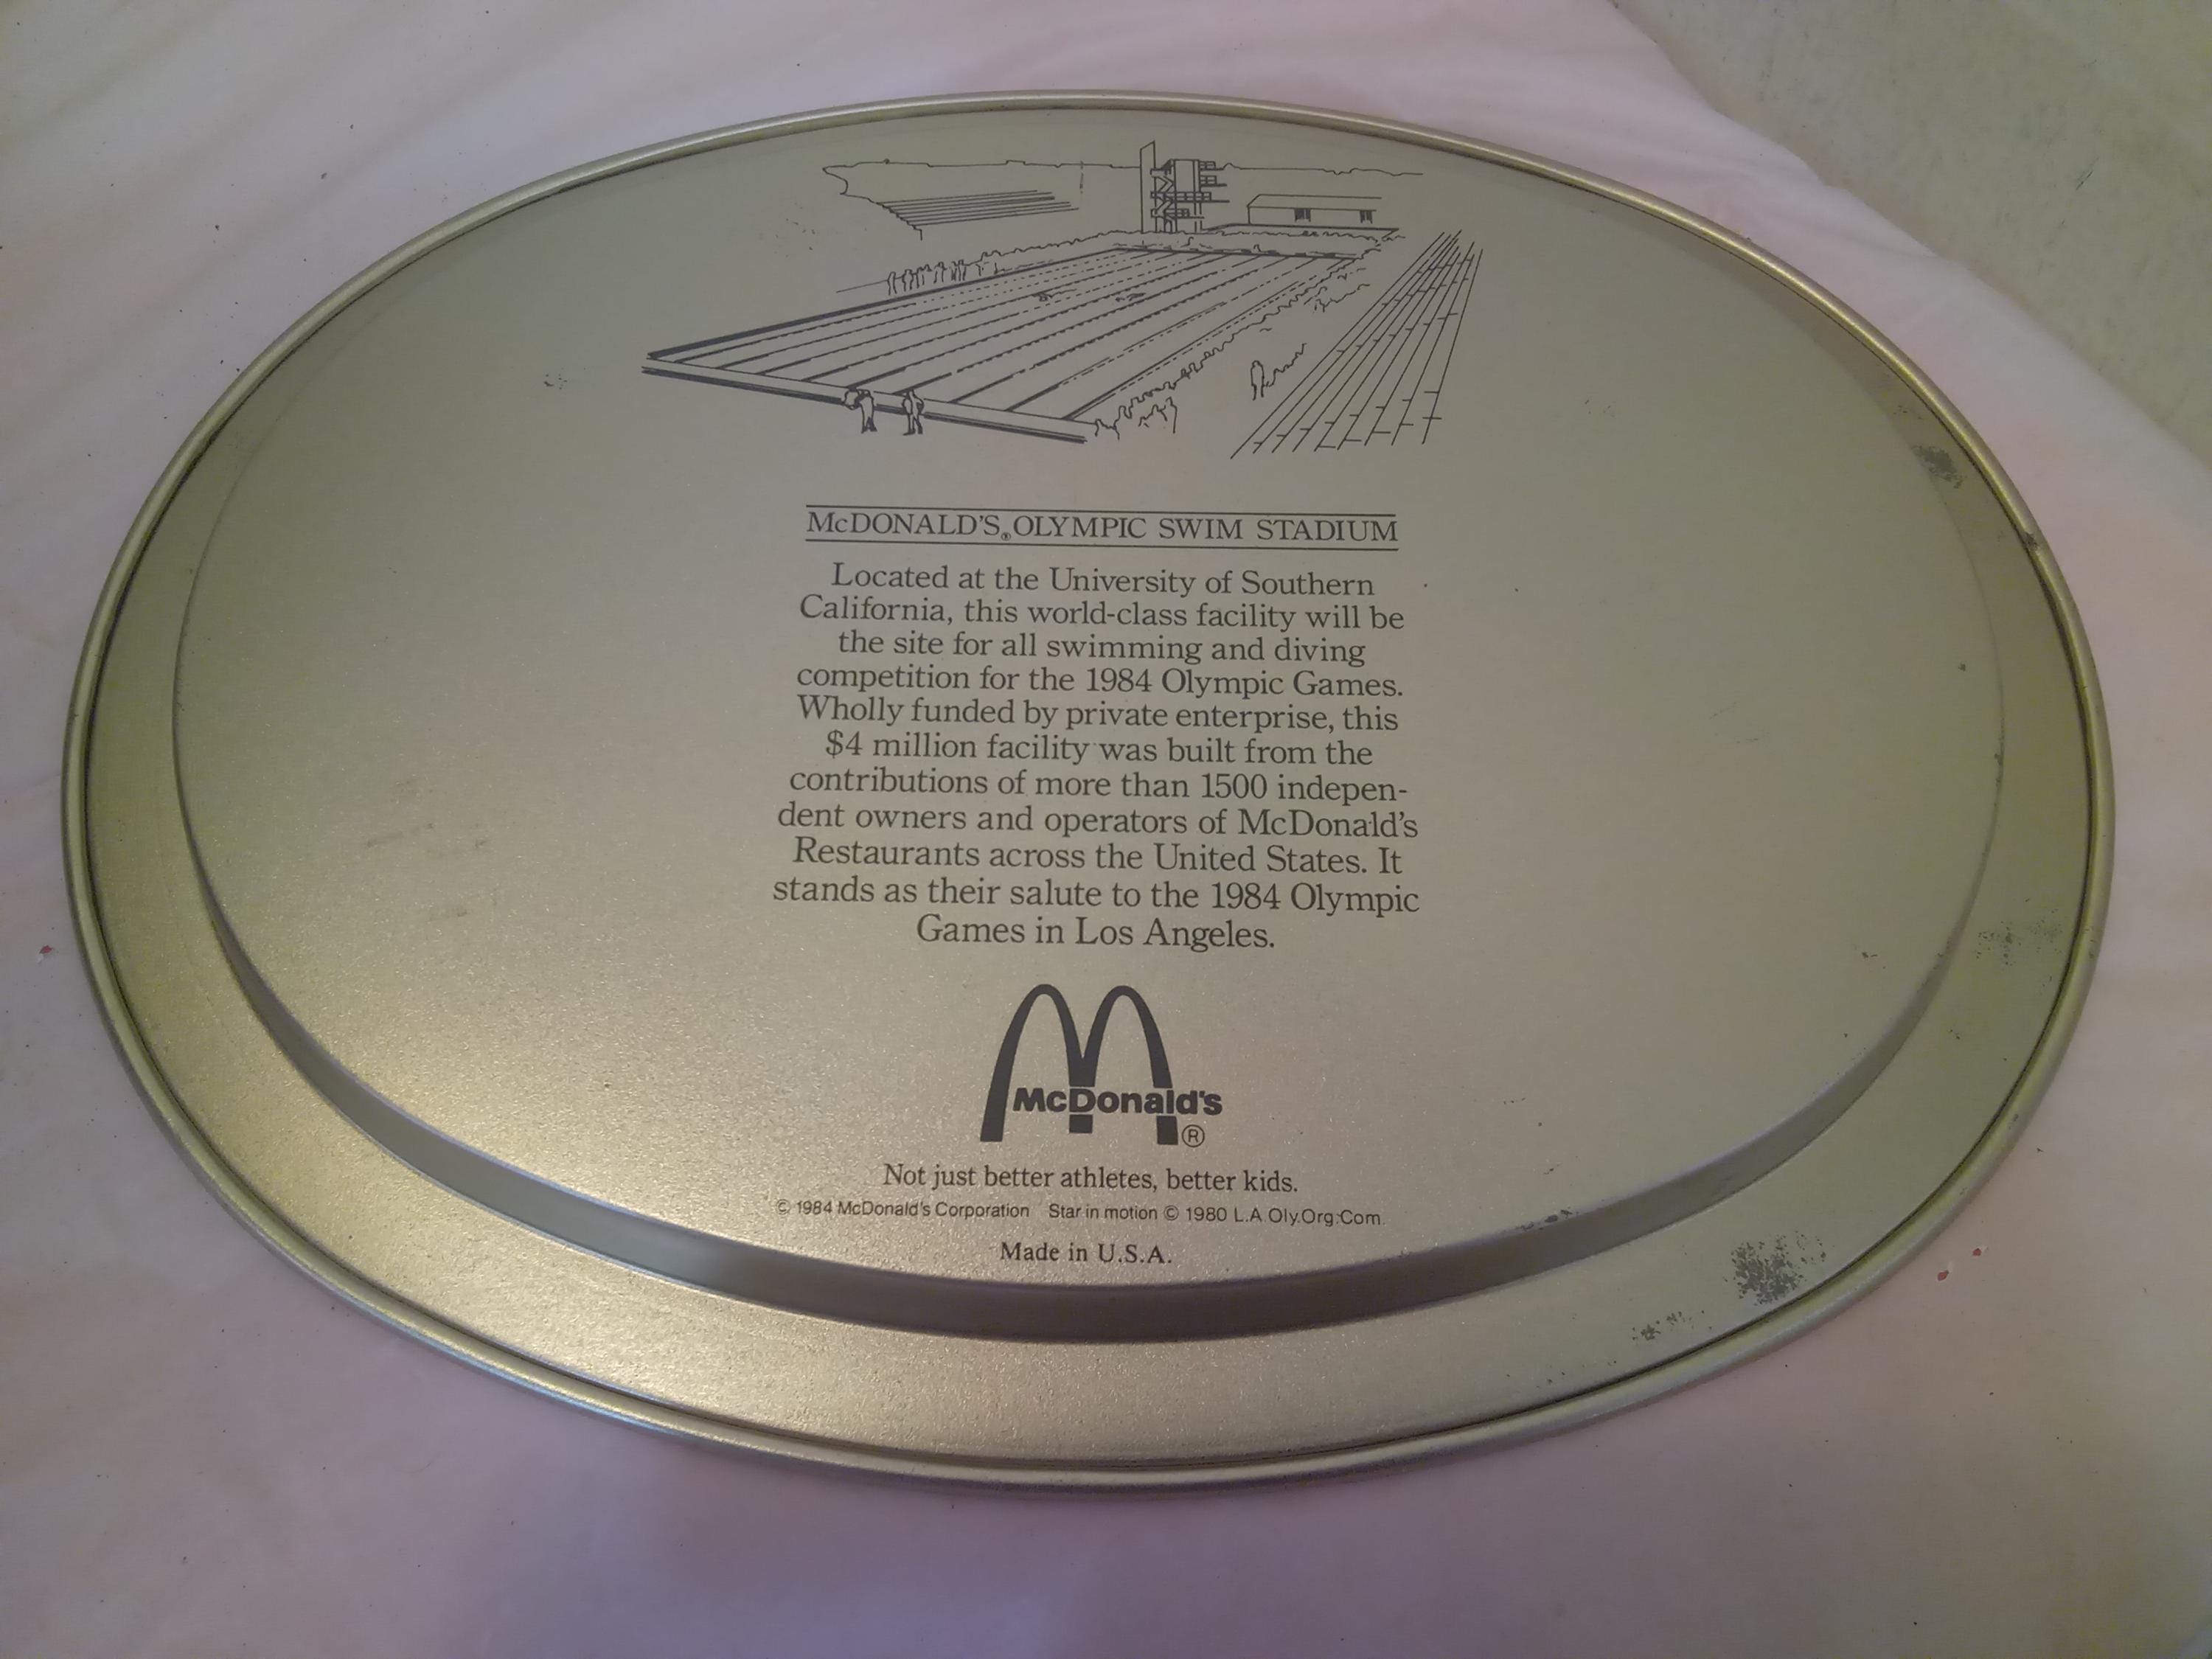 McDONALD'S® OLYMPIC SWIM STADIUM
Located at the University of Southern
California, this world-class facility will be
the site for all swimming and diving
competition for the 1984 Olympic Games.
Wholly funded by private enterprise, this
$4 million facility was built from the
contributions of more than 1500 indepen-
dent owners and operators of McDonald's
Restaurants across the United States. It
stands as their salute to the 1984 Olympic
Games in Los Angeles.
McDonald's
®
Not just better athletes, better kids.
© 1984 McDonald's Corporation Star in motion © 1980 L.A Oly.Org.Com.
Made in U.S.A.